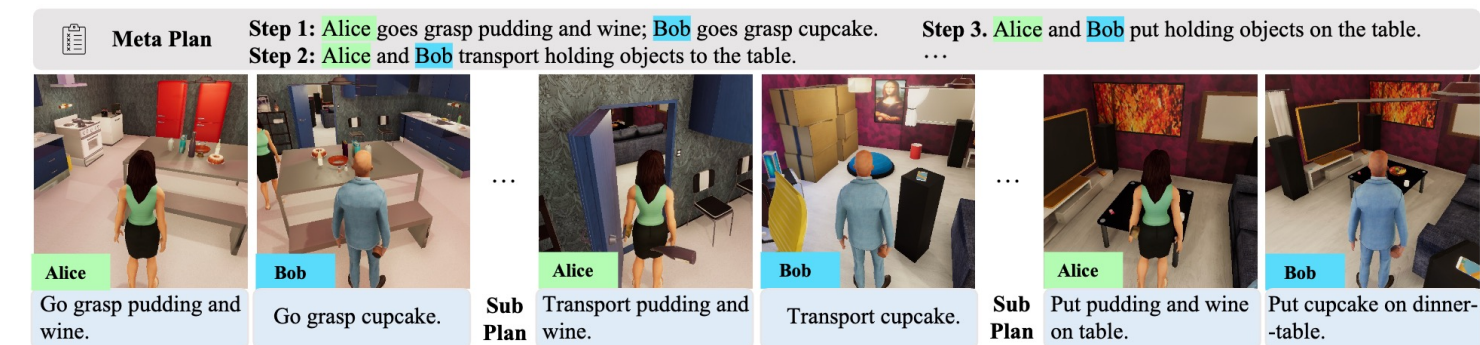 Meta Plan
Step 1: Alice goes grasp pudding and wine; Bob goes grasp cupcake.
Step 2: Alice and Bob transport holding objects to the table.
Step 3. Alice and Bob put holding objects on the table.
...
Alice
Go grasp pudding and
wine.
Bob
Go grasp cupcake.
...
Sub
Plan
Alice
Transport pudding and
wine.
Bob
Transport cupcake.
...
Sub
Plan
Alice
Put pudding and wine
on table.
Bob
Put cupcake on dinner-
-table.